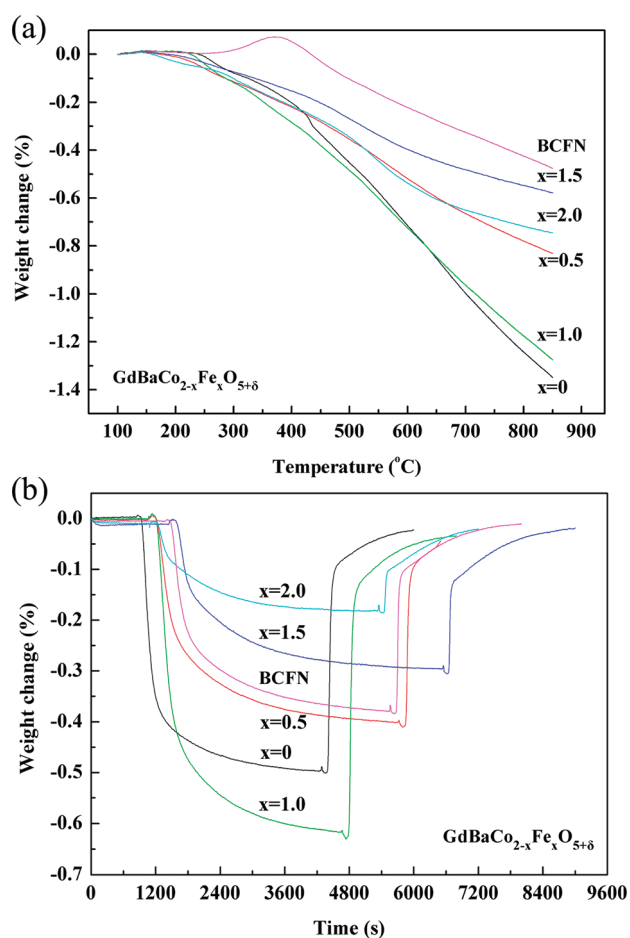 (a)
0.0
-0.2
-0.4
-0.6
-0.8
-1.0
-1.2
-1.4
Weight change (%)
BCFN
x=1.5
x=2.0
x=0.5
x=1.0
x=0
GdBaCo2-xFexO5+δ
100 200 300 400 500 600 700 800 900
Temperature (oC)
(b)
0.0
-0.1
-0.2
-0.3
-0.4
-0.5
-0.6
-0.7
Weight change (%)
x=2.0
x=1.5
BCFN
x=0.5
x=0
x=1.0
GdBaCo2-xFexO5+δ
0 1200 2400 3600 4800 6000 7200 8400 9600
Time (s)